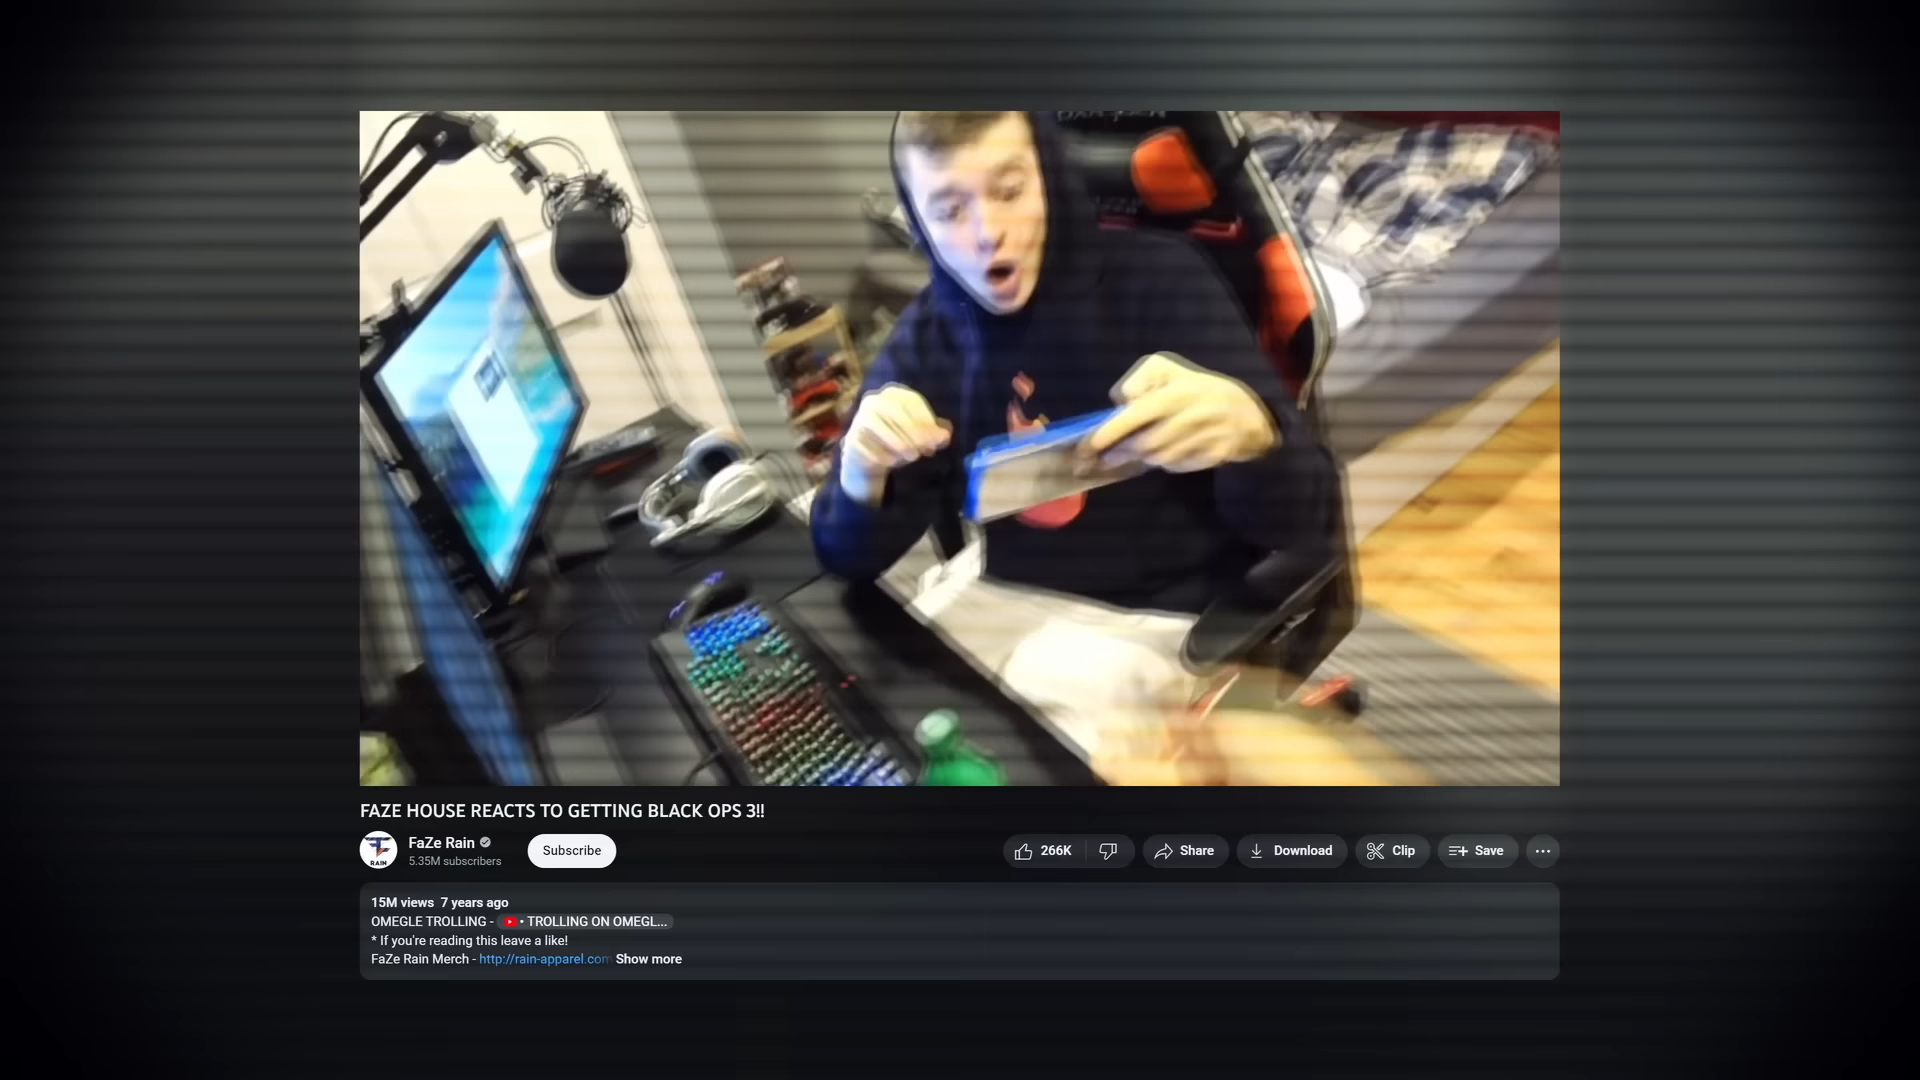 FAZE HOUSE REACTS TO GETTING BLACK OPS 3!!
RAIN
FaZe Rain
5.35M subscribers
Subscribe
266K
Share
Download
Clip
Save
15M views 7 years ago
OMEGLE TROLLING - • TROLLING ON OMEGL...
* If you're reading this leave a like!
FaZe Rain Merch - http://rain-apparel.com Show more